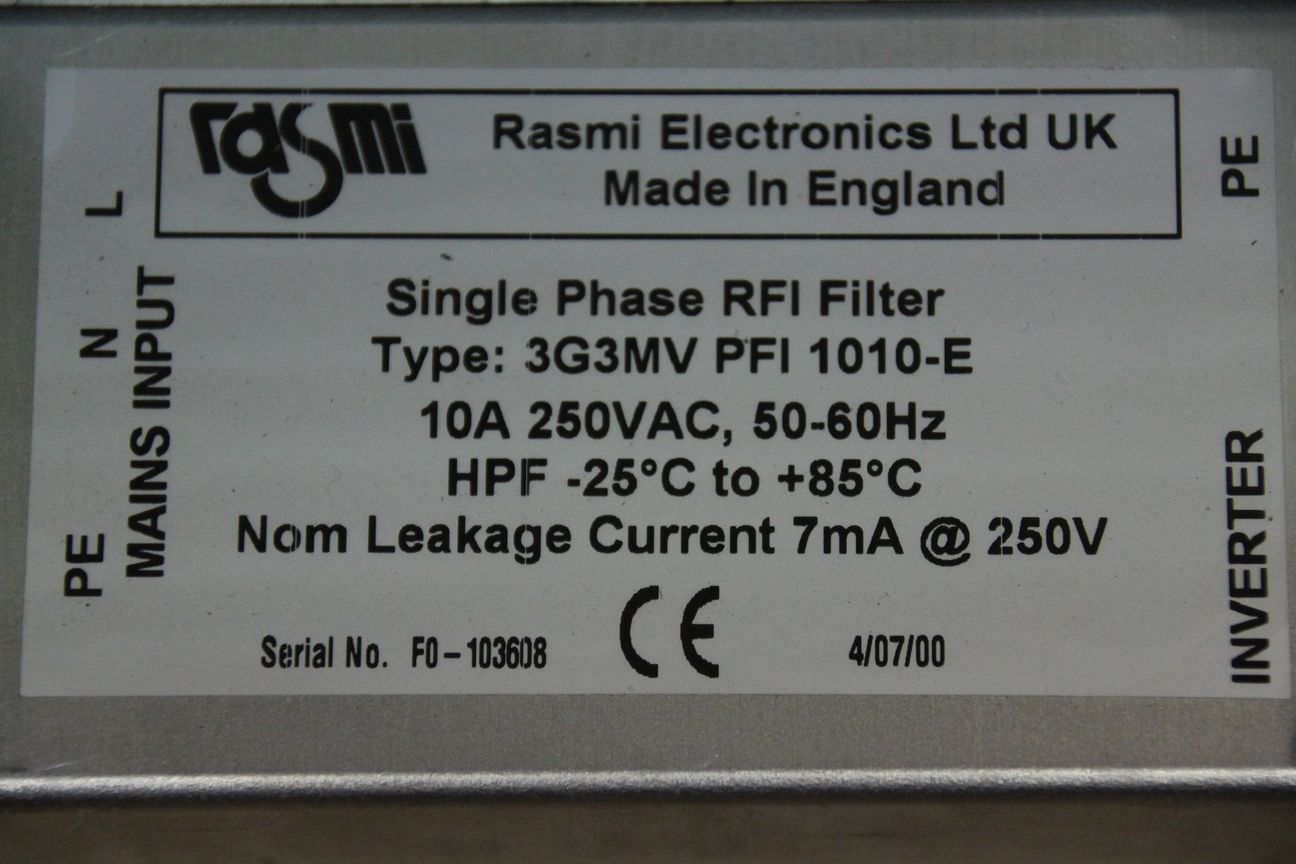 rasmi
Rasmi Electronics Ltd UK
Made In England
Single Phase RFI Filter
Type: 3G3MV PFI 1010-E
10A 250VAC, 50-60Hz
HPF -25°C to +85°C
Nom Leakage Current 7mA @ 250V
Serial No. F0-103608
CE
4/07/00
PE N L
MAINS INPUT
INVERTER PE